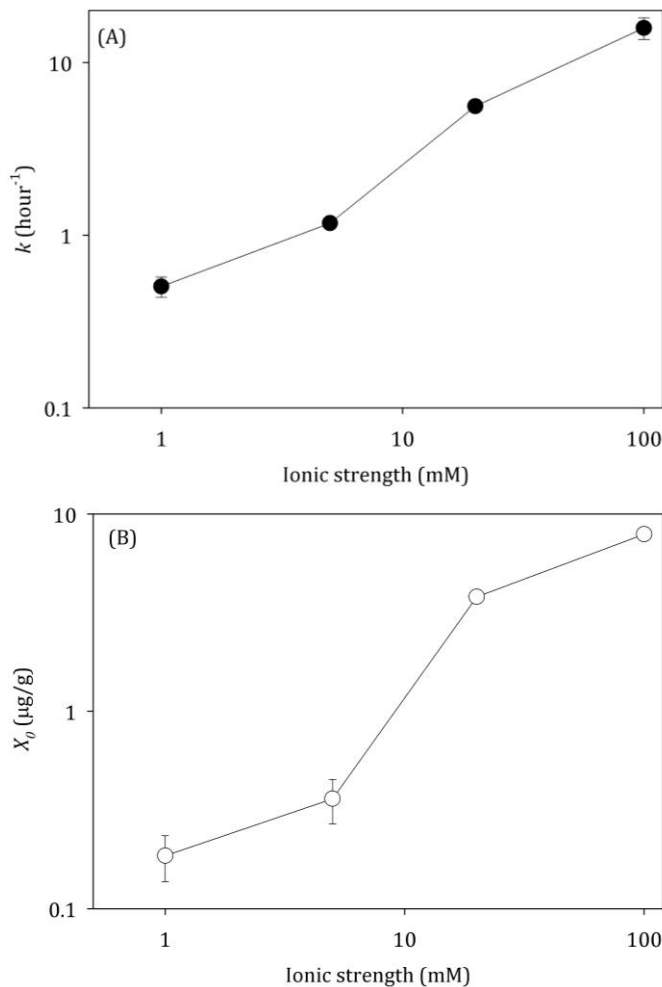 (A)
10
1
0.1
k (hour⁻¹)
1 10 100
Ionic strength (mM)
(B)
10
1
0.1
X₀ (μg/g)
1 10 100
Ionic strength (mM)